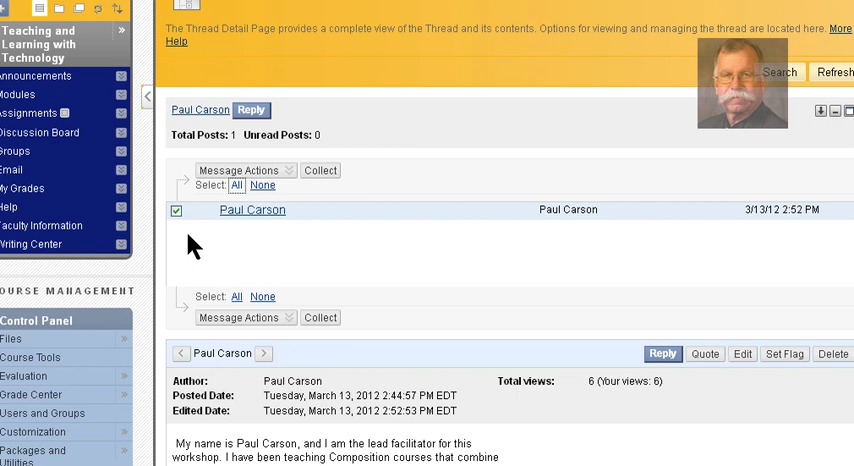 The Thread Detail Page provides a complete view of the Thread and its contents. Options for viewing and managing the thread are located here. More
Help
Search
Refresh
Teaching and
Learning with
Technology
Announcements
Modules
Assignments
Discussion Board
Groups
Email
My Grades
Help
Faculty Information
Writing Center
OURSE MANAGEMENT
Control Panel
Files
Course Tools
Evaluation
Grade Center
Users and Groups
Customization
Packages and
Utilities
Paul Carson Reply
Total Posts: 1 Unread Posts: 0
Message Actions Collect
Select: All None
Paul Carson Paul Carson 3/13/12 2:52 PM
Select: All None
Message Actions Collect
Paul Carson Reply Quote Edit Set Flag Delete
Author: Paul Carson Total views: 6 (Your views: 6)
Posted Date: Tuesday, March 13, 2012 2:44:57 PM EDT
Edited Date: Tuesday, March 13, 2012 2:52:53 PM EDT
My name is Paul Carson, and I am the lead facilitator for this
workshop. I have been teaching Composition courses that combine